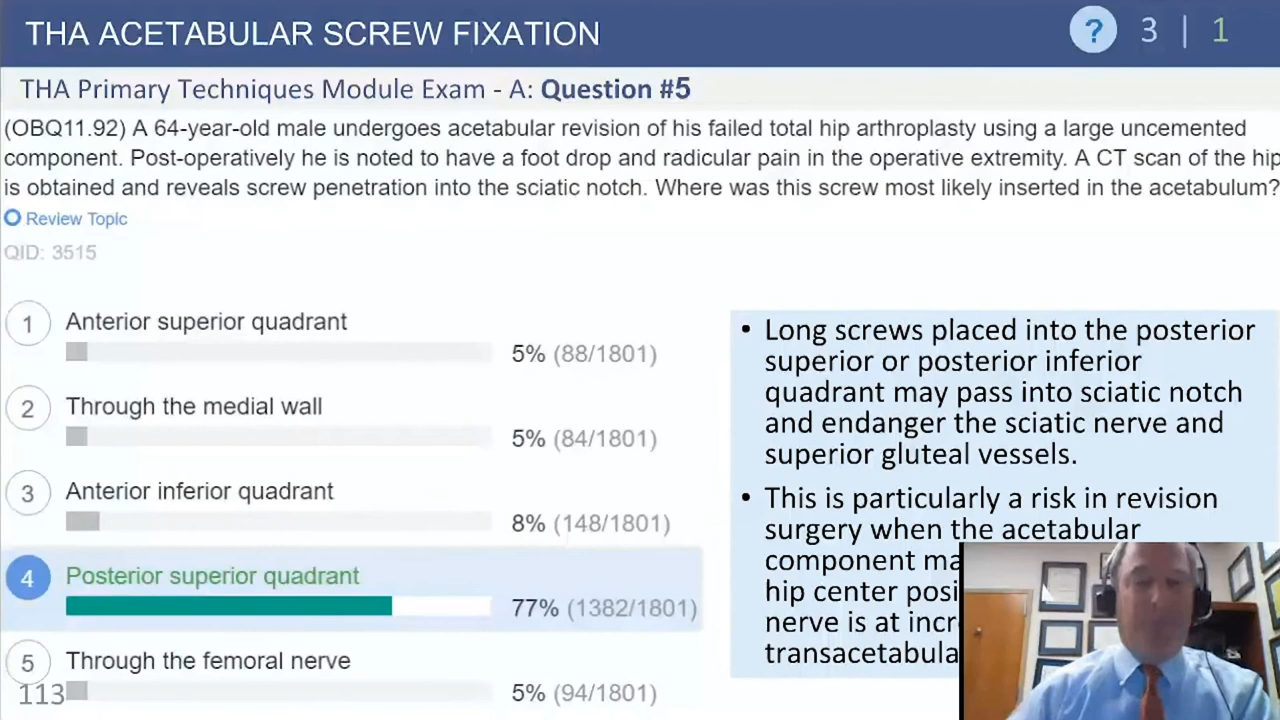 THA ACETABULAR SCREW FIXATION
? 3 | 1
THA Primary Techniques Module Exam - A: Question #5
(OBQ11.92) A 64-year-old male undergoes acetabular revision of his failed total hip arthroplasty using a large uncemented
component. Post-operatively he is noted to have a foot drop and radicular pain in the operative extremity. A CT scan of the hip
is obtained and reveals screw penetration into the sciatic notch. Where was this screw most likely inserted in the acetabulum?
Review Topic
QID: 3515
1 Anterior superior quadrant
5% (88/1801)
2 Through the medial wall
5% (84/1801)
3 Anterior inferior quadrant
8% (148/1801)
4 Posterior superior quadrant
77% (1382/1801)
5 Through the femoral nerve
5% (94/1801)
113
• Long screws placed into the posterior
superior or posterior inferior
quadrant may pass into sciatic notch
and endanger the sciatic nerve and
superior gluteal vessels.
• This is particularly a risk in revision
surgery when the acetabular
component ma
hip center posi
nerve is at incr
transacetabula